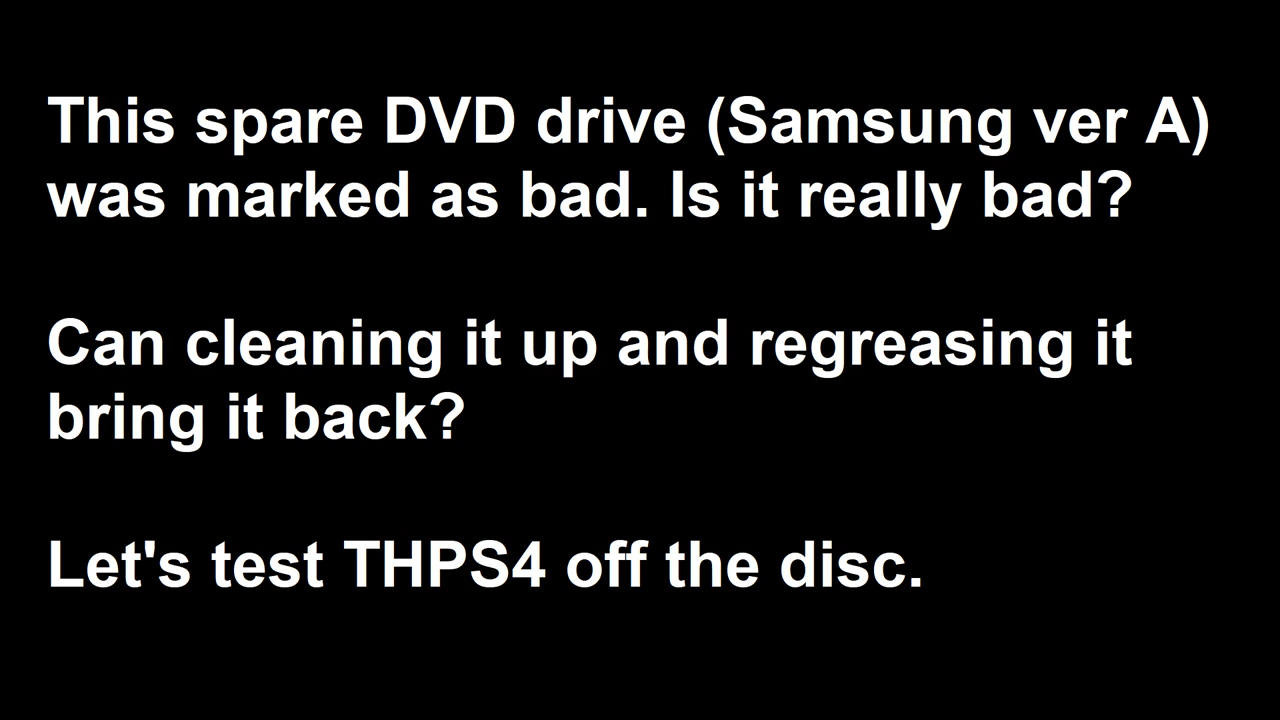 This spare DVD drive (Samsung ver A)
was marked as bad. Is it really bad?
Can cleaning it up and regreasing it
bring it back?
Let's test THPS4 off the disc.